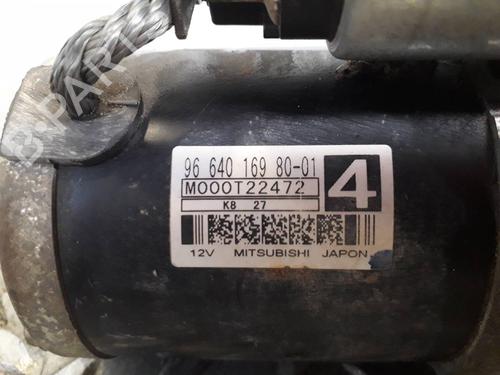 B-PARTS
96 640 169 80-01
M000T22472
4
K8 27
12V MITSUBISHI JAPON